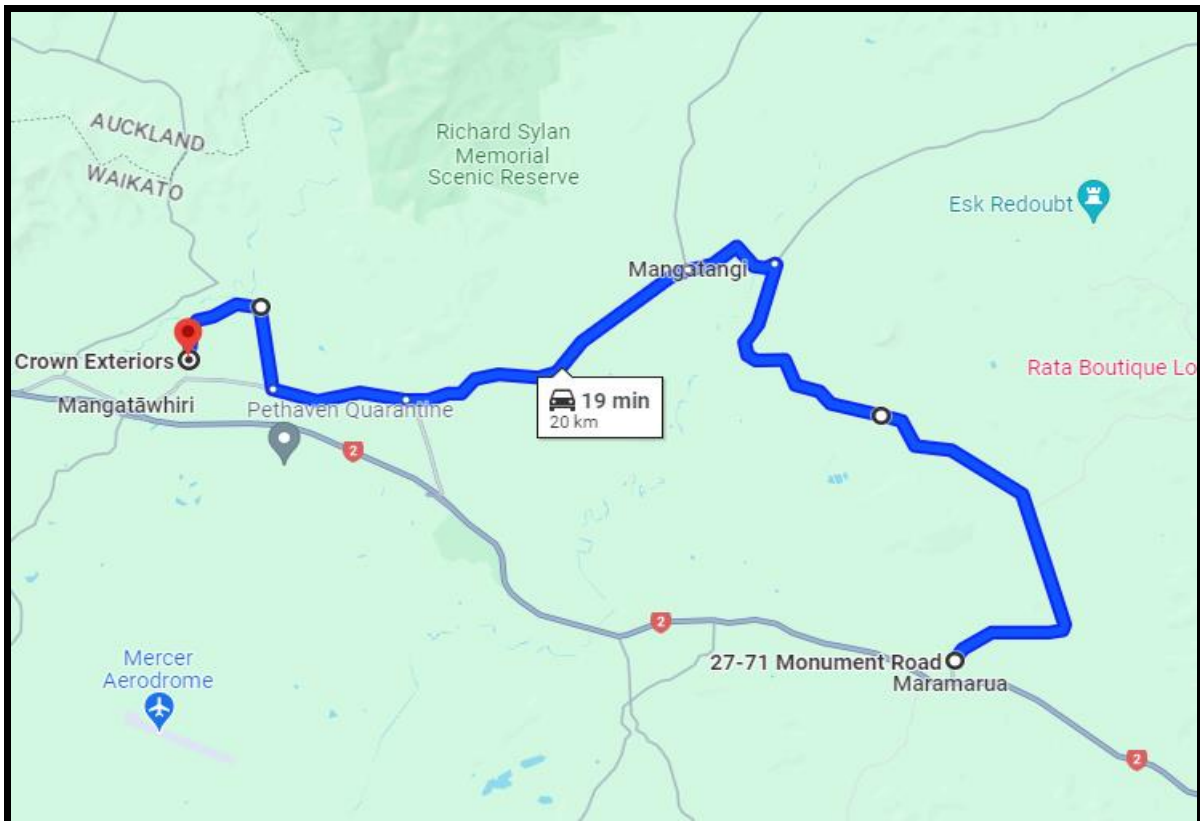 AUCKLAND
WAIKATO
Richard Sylan
Memorial
Scenic Reserve
Esk Redoubt
Mangatangi
Crown Exteriors
Rata Boutique Lo
Mangatāwhiri
Pethaven Quarantine
19 min
20 km
2
2
27-71 Monument Road
Maramarua
Mercer
Aerodrome
2